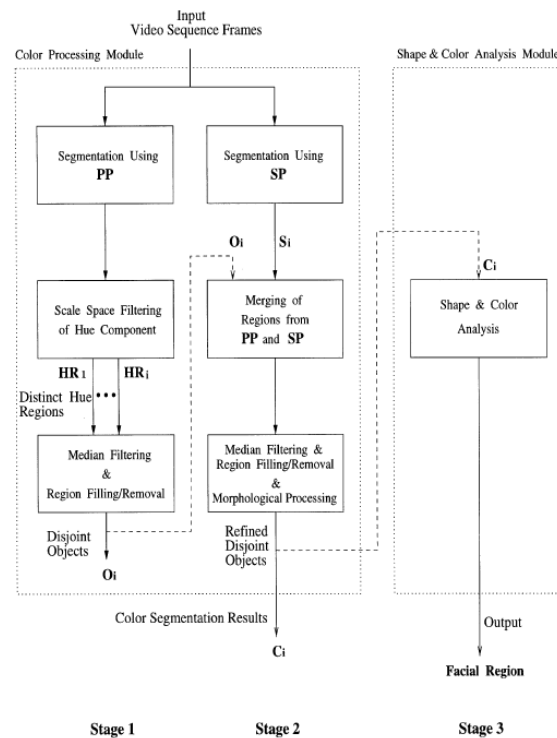 Input
Video Sequence Frames
Color Processing Module
Shape & Color Analysis Module
Segmentation Using
PP
Segmentation Using
SP
Oi
Si
Ci
Scale Space Filtering
of Hue Component
Merging of
Regions from
PP and SP
Shape & Color
Analysis
HR1
HRi
Distinct Hue
Regions
Median Filtering
&
Region Filling/Removal
Median Filtering &
Region Filling/Removal
&
Morphological Processing
Disjoint
Objects
Oi
Refined
Disjoint
Objects
Color Segmentation Results
Ci
Output
Facial Region
Stage 1
Stage 2
Stage 3